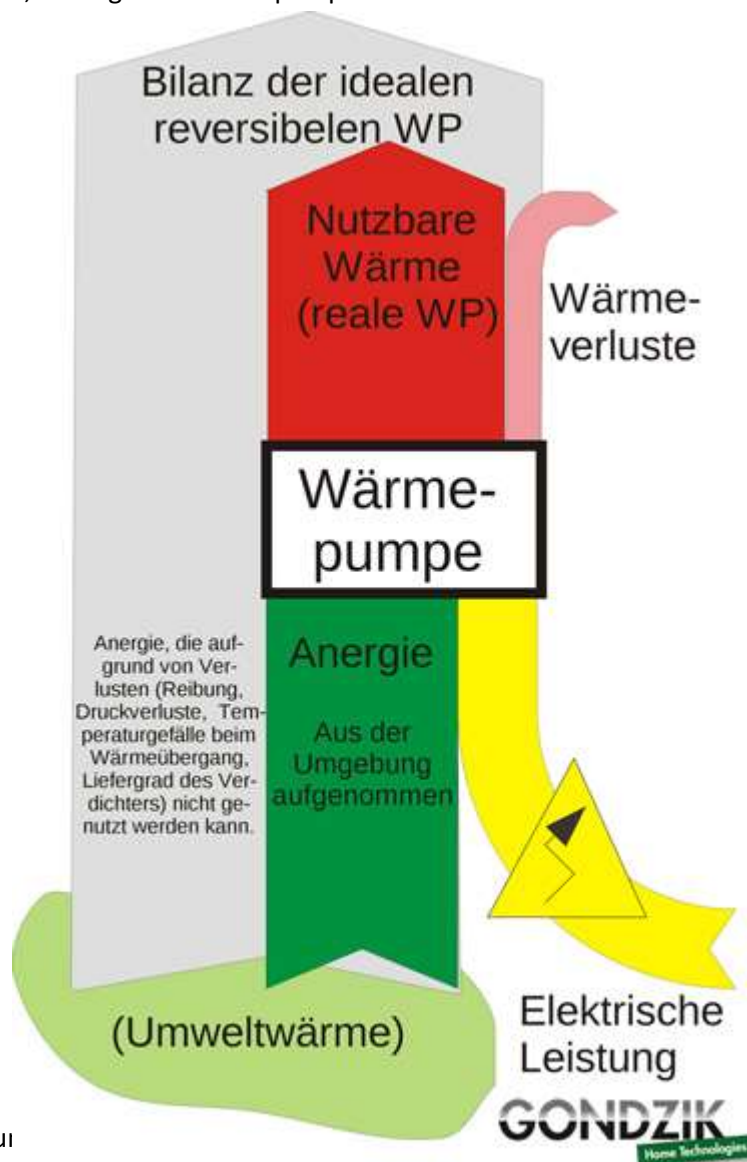 Bilanz der idealen
reversibelen WP
Nutzbare
Wärme
(reale WP)
Wärme-
verluste
Wärme-
pumpe
Anergie, die auf-
grund von Ver-
lusten (Reibung,
Druckverluste, Tem-
peraturgefälle beim
Wärmeübergang,
Liefergrad des Ver-
dichters) nicht ge-
nutzt werden kann.
Anergie
Aus der
Umgebung
aufgenommen
(Umweltwärme)
Elektrische
Leistung
GONDZIK
Home Technologies